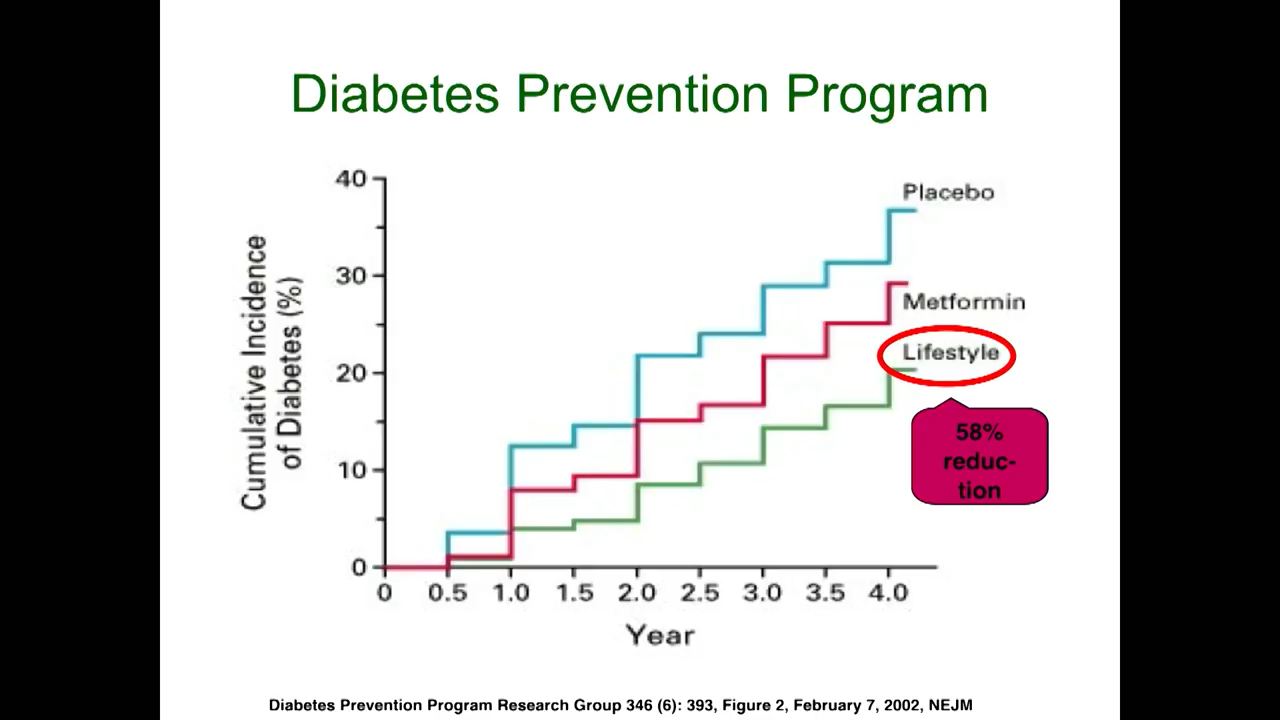 Diabetes Prevention Program
40
30
20
10
0
Cumulative Incidence
of Diabetes (%)
Placebo
Metformin
Lifestyle
58%
reduc-
tion
0 0.5 1.0 1.5 2.0 2.5 3.0 3.5 4.0
Year
Diabetes Prevention Program Research Group 346 (6): 393, Figure 2, February 7, 2002, NEJM